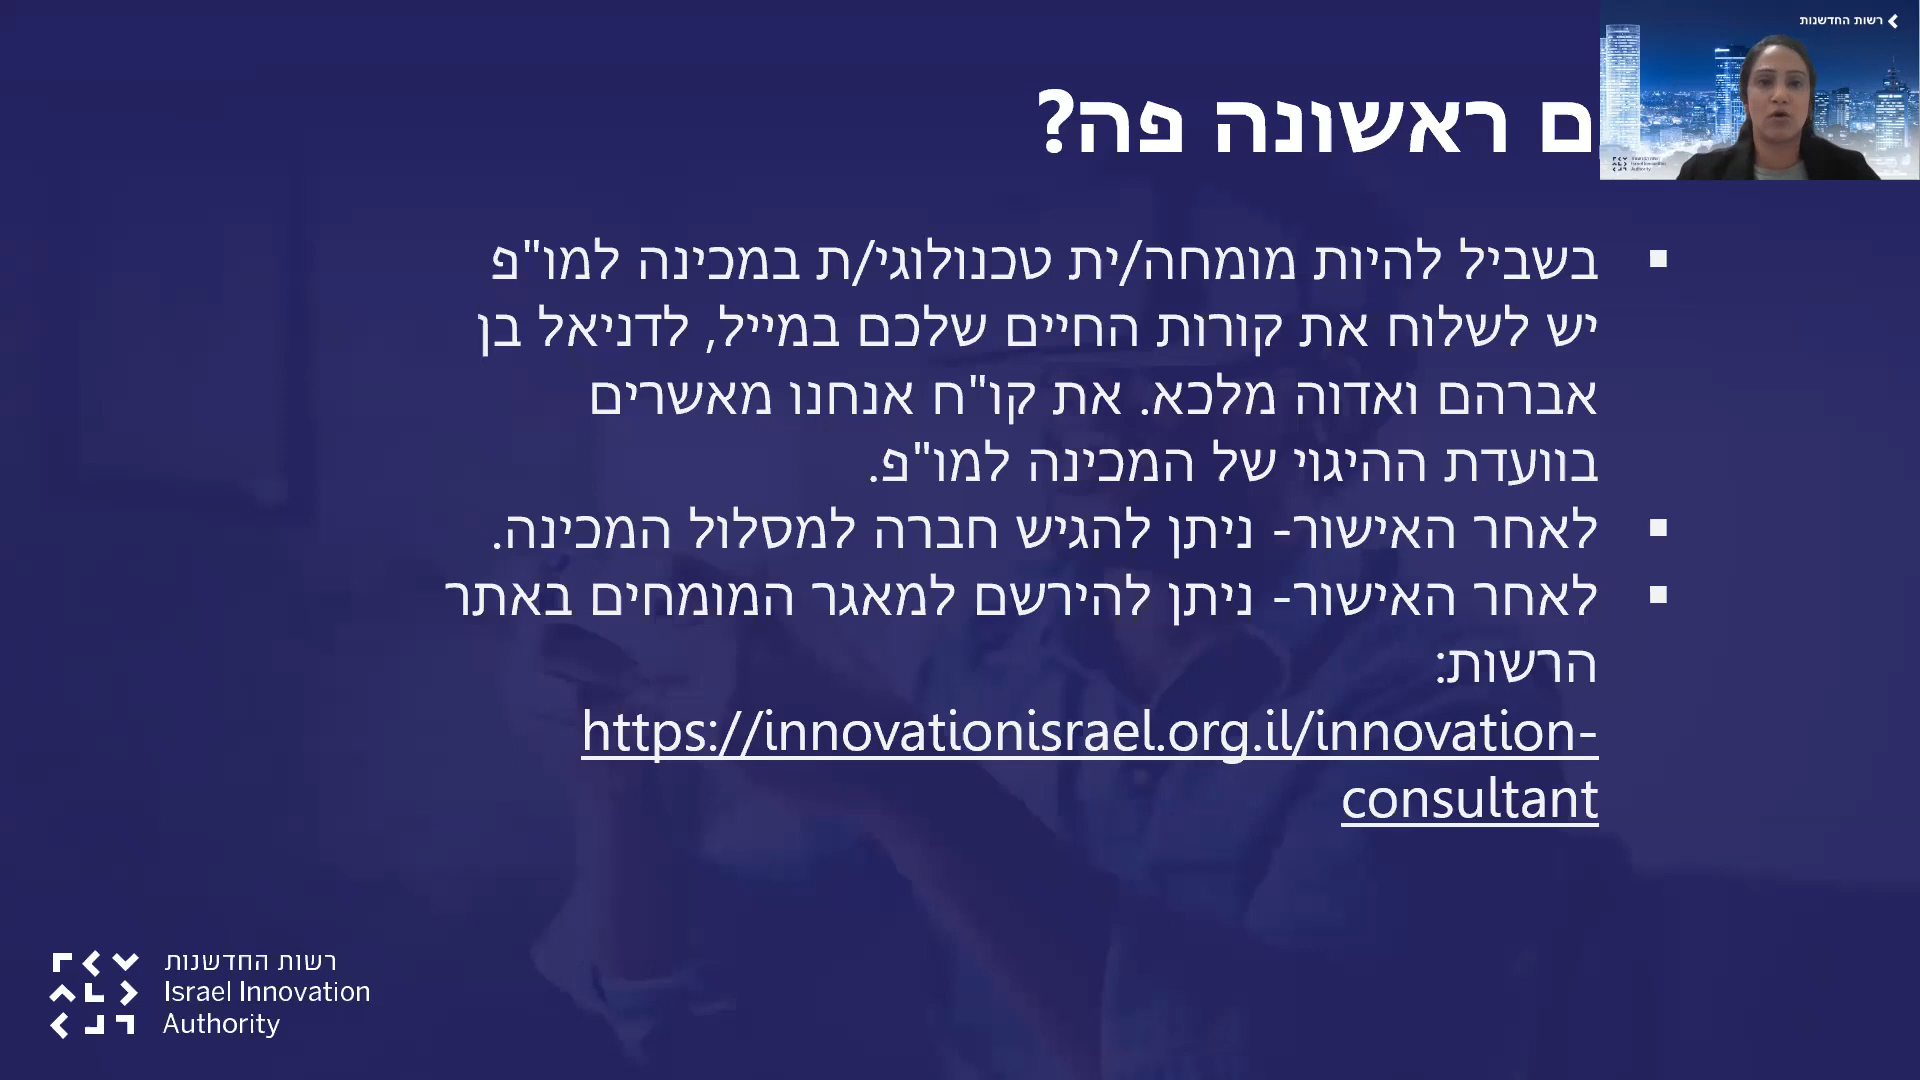 רשות החדשנות
ם ראשונה פה?
בשביל להיות מומחה/ית טכנולוגי/ת במכינה למו"פ
יש לשלוח את קורות החיים שלכם במייל, לדניאל בן
אברהם ואדוה מלכא. את קו"ח אנחנו מאשרים
בוועדת ההיגוי של המכינה למו"פ.
לאחר האישור- ניתן להגיש חברה למסלול המכינה.
לאחר האישור- ניתן להירשם למאגר המומחים באתר
הרשות:
https://innovationisrael.org.il/innovation-
consultant
רשות החדשנות
Israel Innovation
Authority